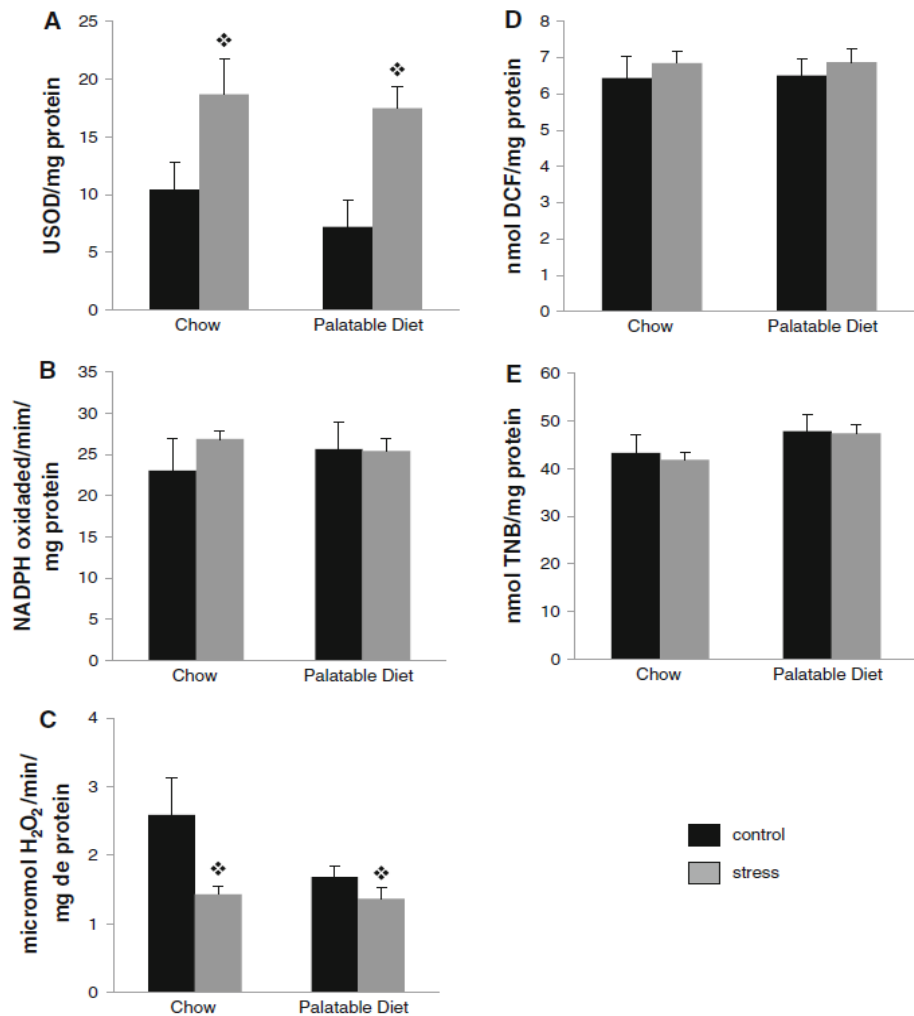 A
USOD/mg protein
25
20
15
10
5
0
❖
❖
Chow
Palatable Diet
B
NADPH oxidaded/mim/
mg protein
35
30
25
20
15
10
5
0
Chow
Palatable Diet
C
micromol H₂O₂/min/
mg de protein
4
3
2
1
0
❖
❖
Chow
Palatable Diet
D
nmol DCF/mg protein
8
7
6
5
4
3
2
1
0
Chow
Palatable Diet
E
nmol TNB/mg protein
60
50
40
30
20
10
0
Chow
Palatable Diet
control
stress